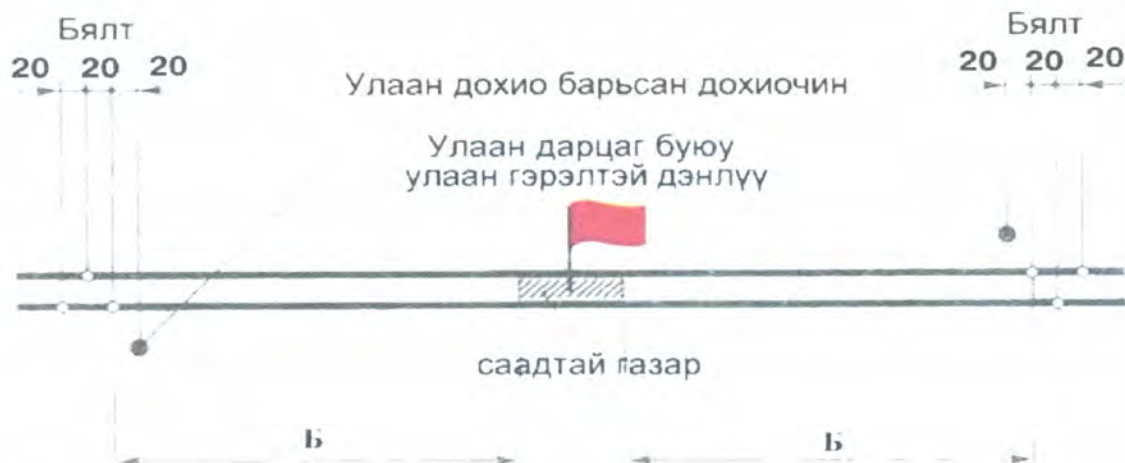 Бялт
20 20 20
Бялт
20 20 20
Улаан дохио барьсан дохиочин
Улаан дарцаг буюу
улаан гэрэлтэй дэнлүү
саадтай газар
Б
Б